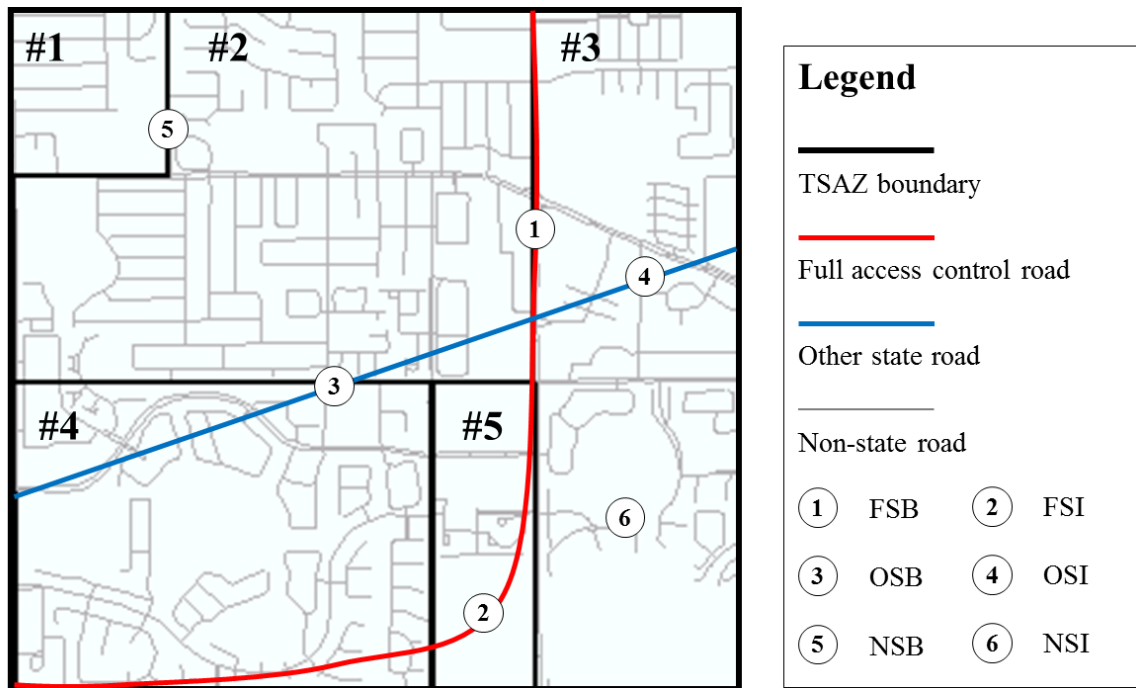 #1
#2
#3
5
1
4
3
#4
#5
6
2
Legend
TSAZ boundary
Full access control road
Other state road
Non-state road
1 FSB 2 FSI
3 OSB 4 OSI
5 NSB 6 NSI